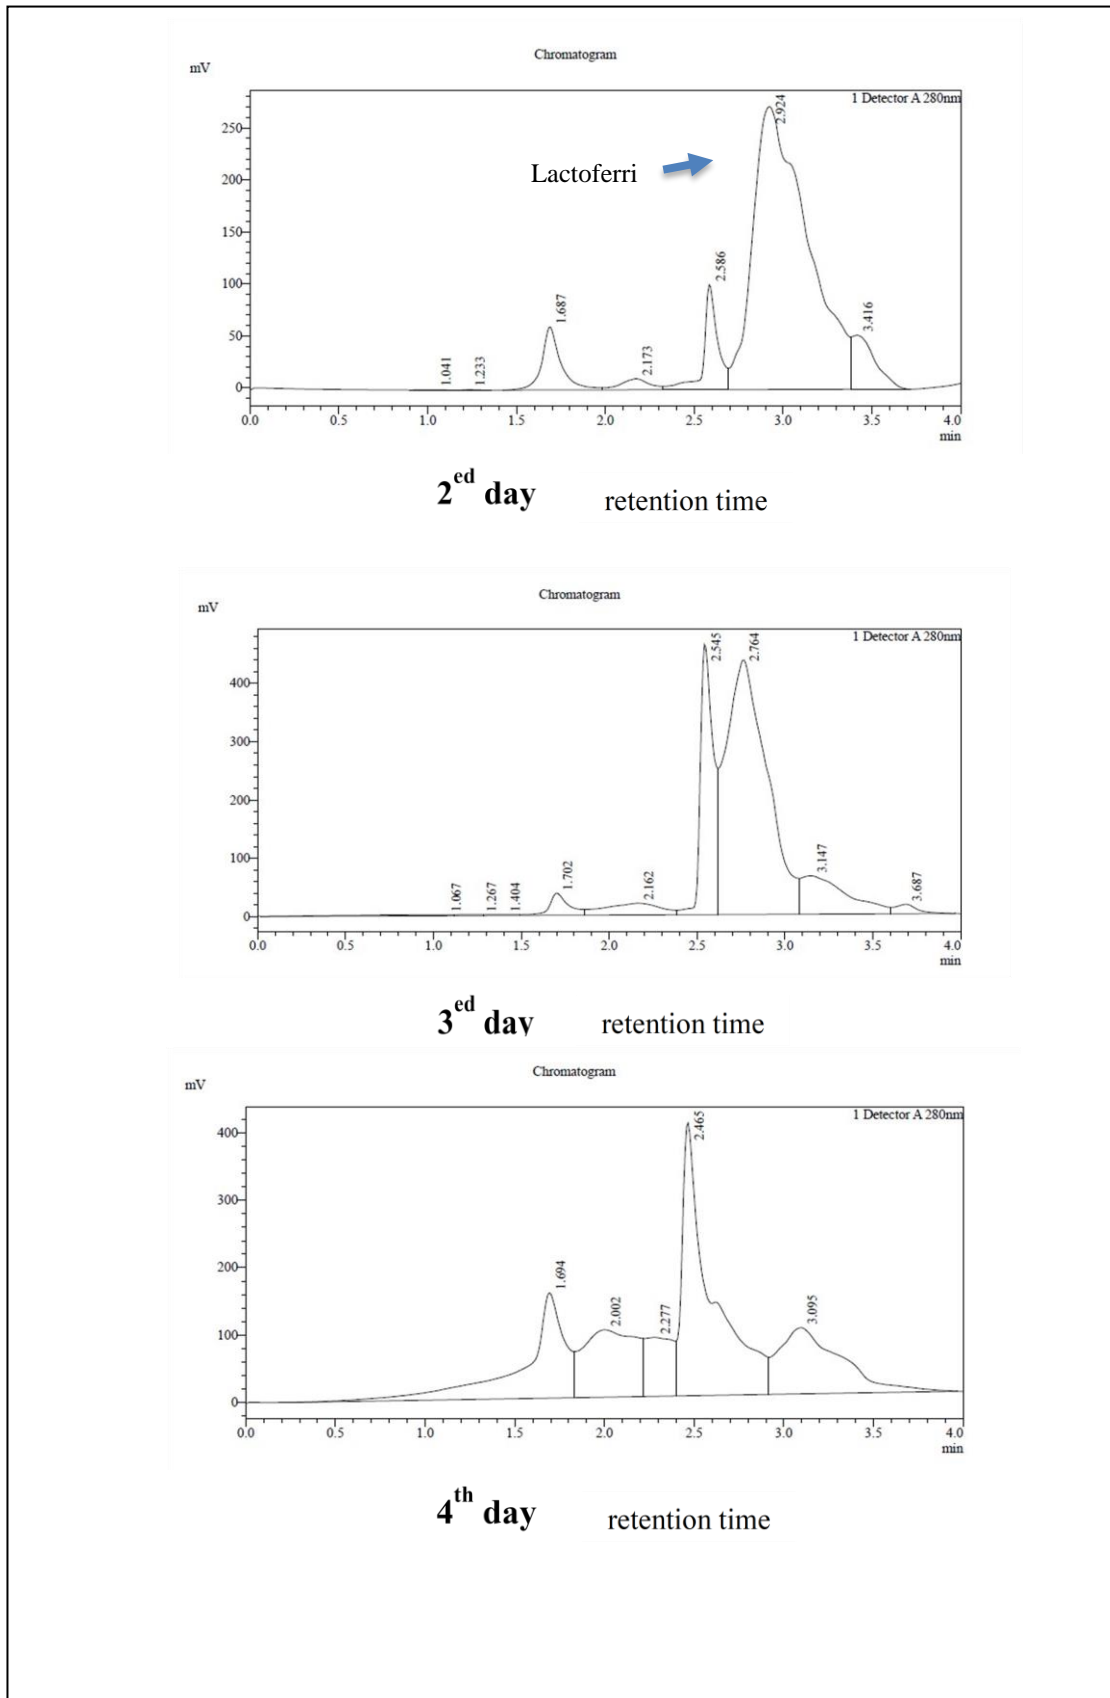 Chromatogram
mV
1 Detector A 280nm
250
200
150
100
50
0
Lactoferri
1.041
1.233
1.687
2.173
2.586
2.924
3.416
0.0 0.5 1.0 1.5 2.0 2.5 3.0 3.5 4.0
min
2ed day retention time
Chromatogram
mV
1 Detector A 280nm
400
300
200
100
0
1.067
1.267
1.404
1.702
2.162
2.545
2.764
3.147
3.687
0.0 0.5 1.0 1.5 2.0 2.5 3.0 3.5 4.0
min
3ed day retention time
Chromatogram
mV
1 Detector A 280nm
400
300
200
100
0
1.694
2.002
2.277
2.465
3.095
0.0 0.5 1.0 1.5 2.0 2.5 3.0 3.5 4.0
min
4th day retention time